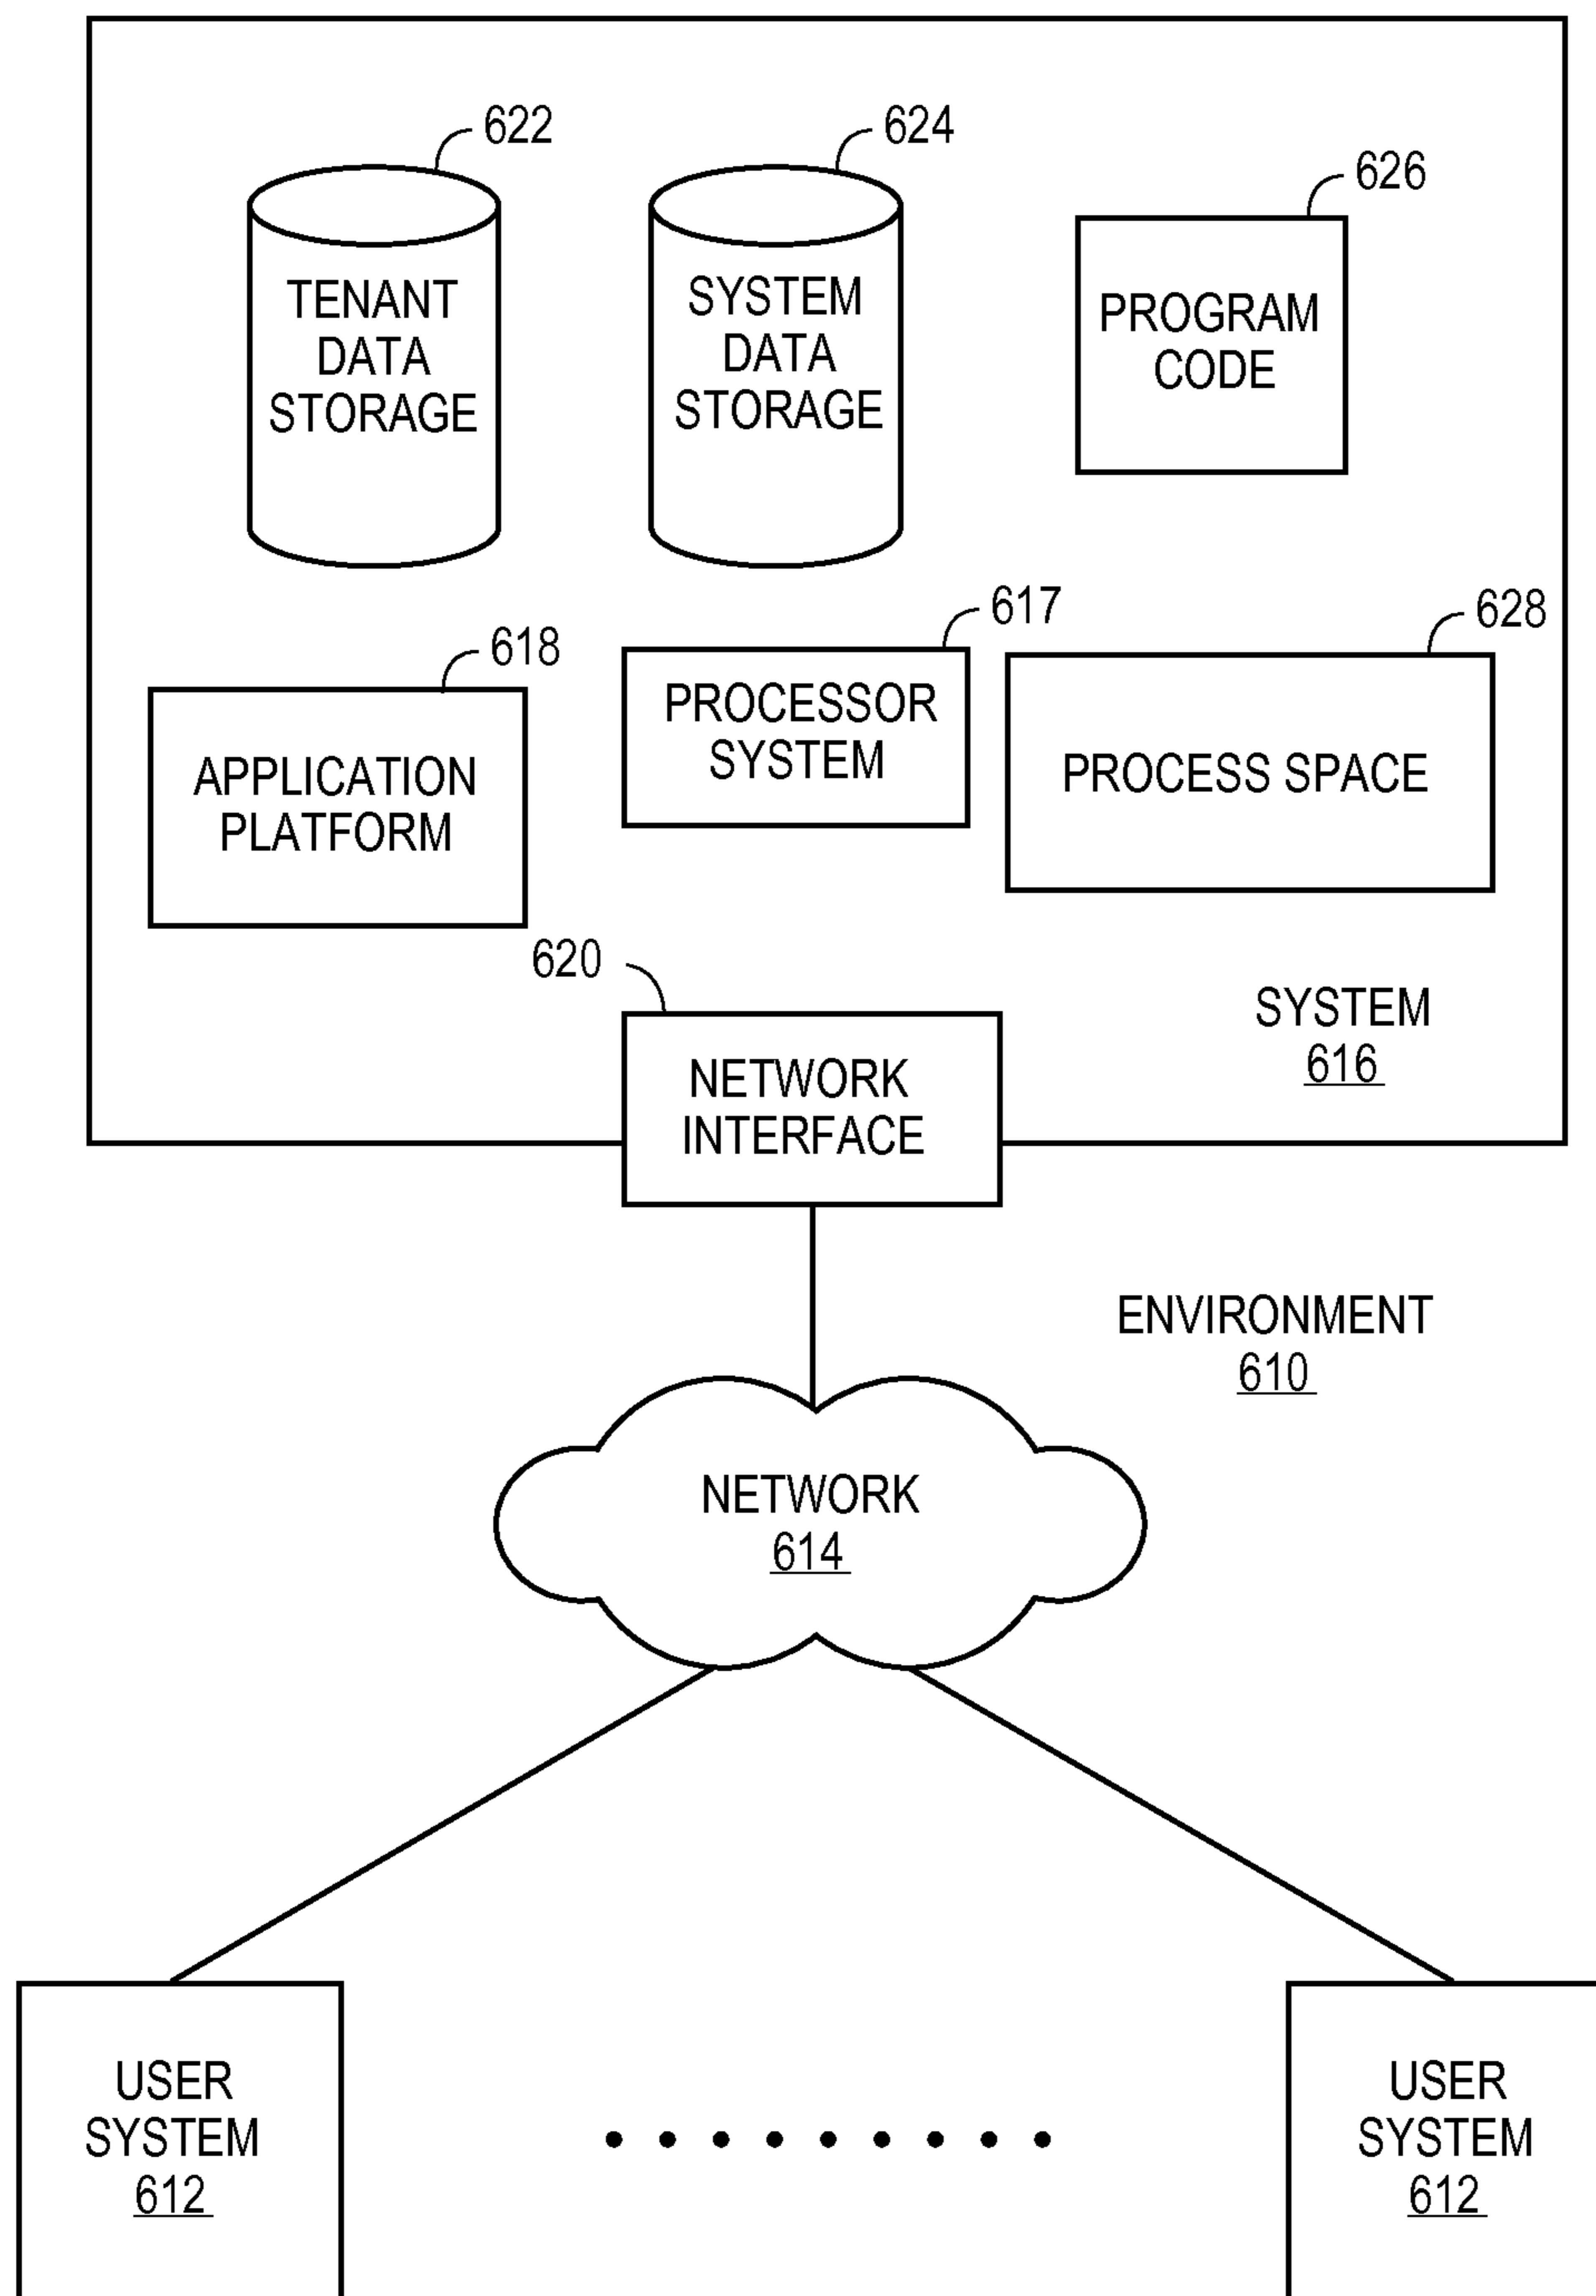 622
624
626
TENANT
DATA
STORAGE
SYSTEM
DATA
STORAGE
PROGRAM
CODE
618
617
628
APPLICATION
PLATFORM
PROCESSOR
SYSTEM
PROCESS SPACE
620
NETWORK
INTERFACE
SYSTEM
616
ENVIRONMENT
610
NETWORK
614
USER
SYSTEM
612
USER
SYSTEM
612